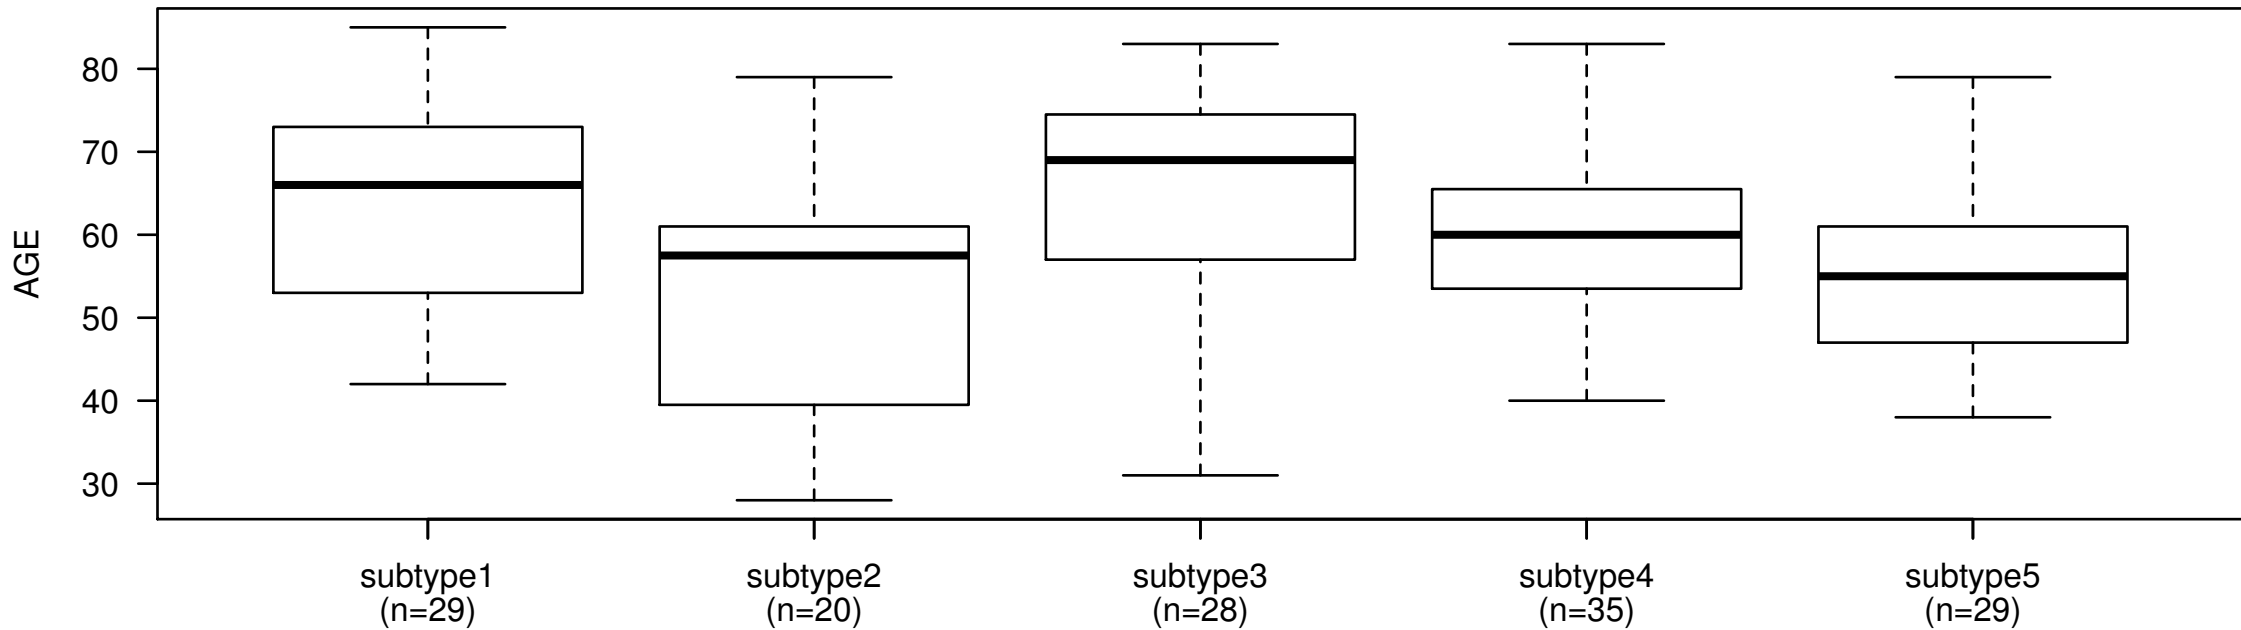 AGE
80
70
60
50
40
30
subtype1 subtype2 subtype3 subtype4 subtype5
(n=29) (n=20) (n=28) (n=35) (n=29)